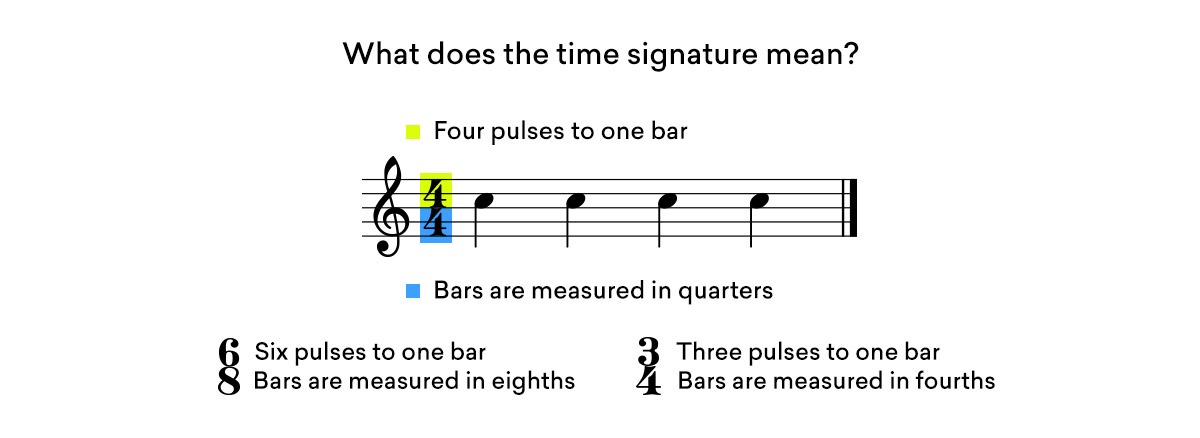 What does the time signature mean?
Four pulses to one bar
4
4
Bars are measured in quarters
6 Six pulses to one bar
8 Bars are measured in eighths
3 Three pulses to one bar
4 Bars are measured in fourths